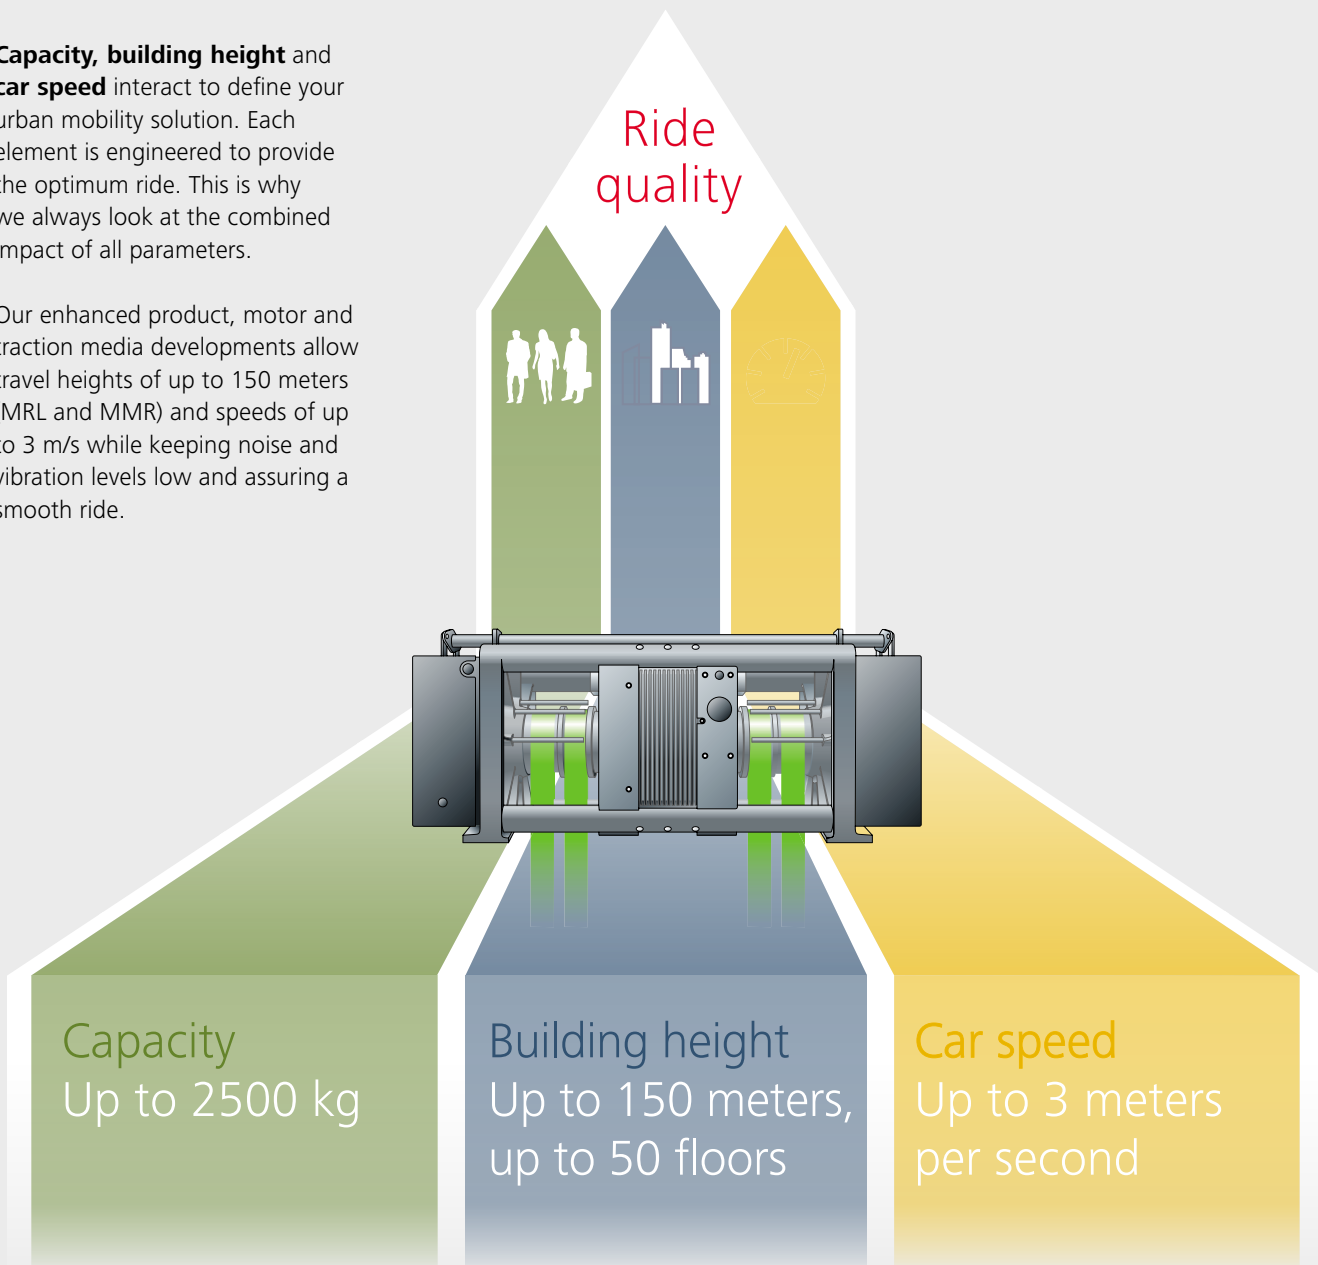 Capacity, building height and
car speed interact to define your
urban mobility solution. Each
element is engineered to provide
the optimum ride. This is why
we always look at the combined
impact of all parameters.
Our enhanced product, motor and
traction media developments allow
travel heights of up to 150 meters
MRL and MMR) and speeds of up
to 3 m/s while keeping noise and
vibration levels low and assuring a
smooth ride.
Ride
quality
Capacity
Up to 2500 kg
Building height
Up to 150 meters,
up to 50 floors
Car speed
Up to 3 meters
per second